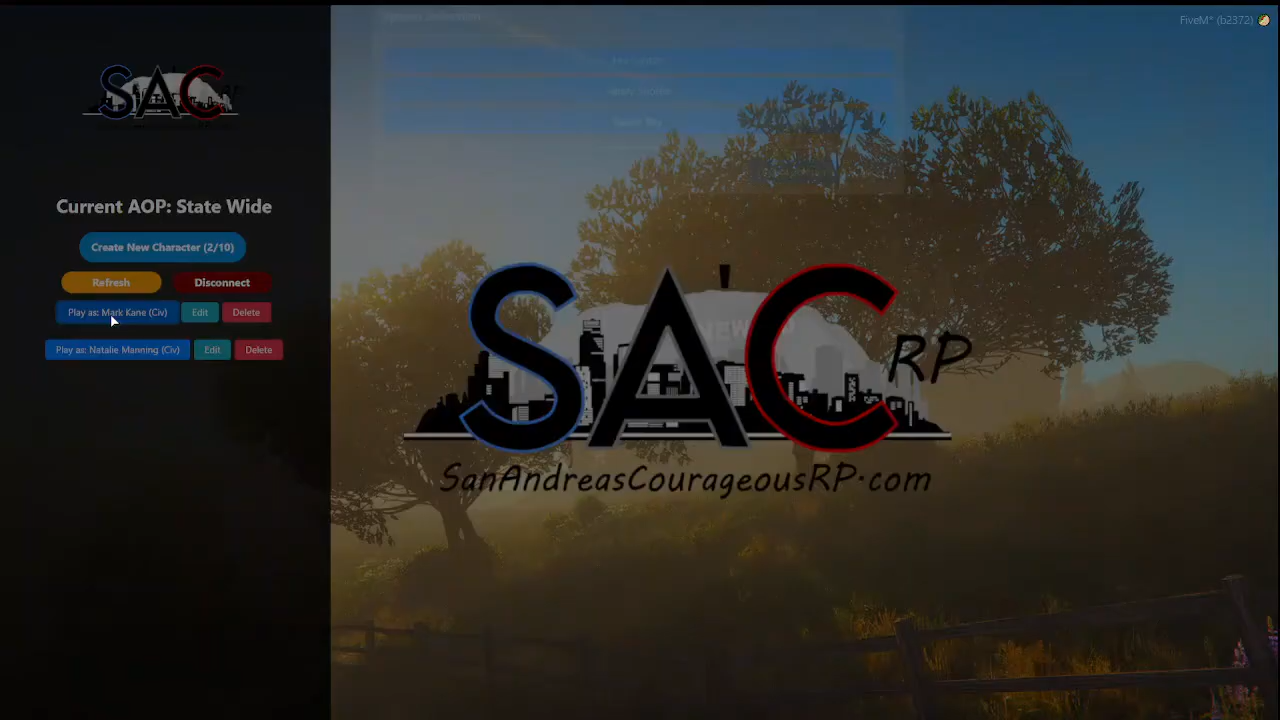 FiveM* (b2372)
SAC
Current AOP: State Wide
Create New Character (2/10)
Refresh Disconnect
Play as: Mark Kane (Civ) Edit Delete
Play as: Natalie Manning (Civ) Edit Delete
SAC RP
SanAndreasCourageousRP.com